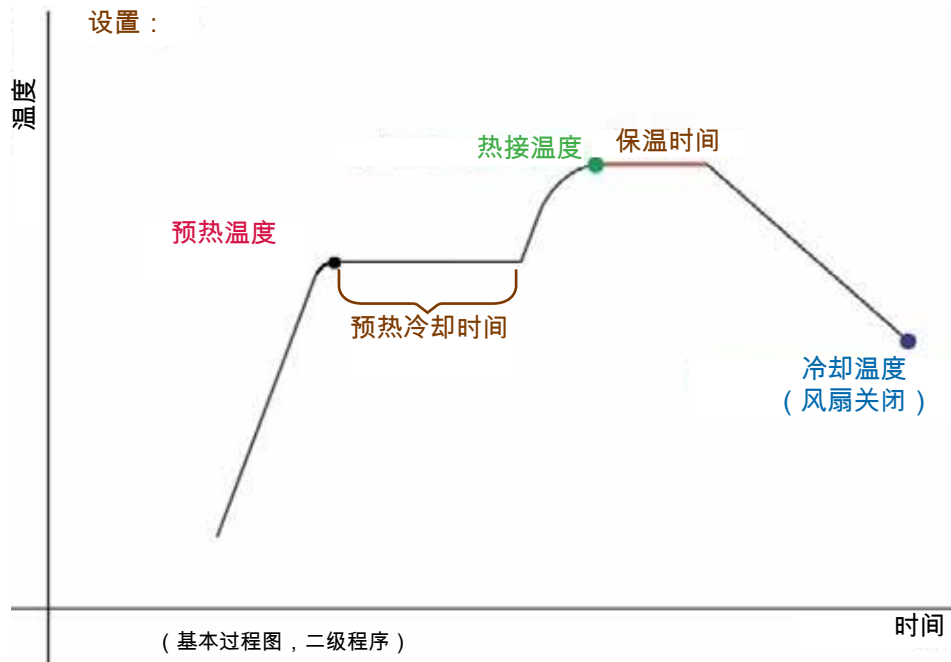 设置：
温度
热接温度
保温时间
预热温度
预热冷却时间
冷却温度
（风扇关闭）
时间
（基本过程图，二级程序）